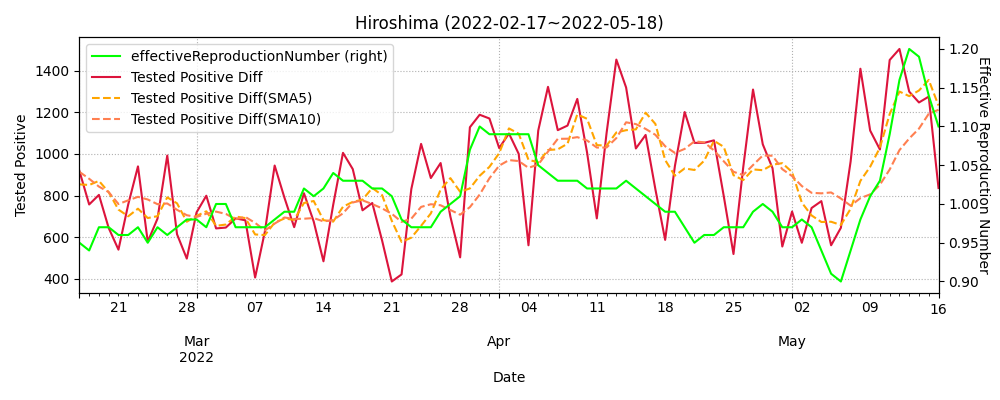 Hiroshima (2022-02-17~2022-05-18)
effectiveReproductionNumber (right)
Tested Positive Diff
Tested Positive Diff(SMA5)
Tested Positive Diff(SMA10)
Tested Positive
1400
1200
1000
800
600
400
Effective Reproduction Number
1.20
1.15
1.10
1.05
1.00
0.95
0.90
21 28 07 14 21 28 04 11 18 25 02 09 16
Mar Apr May
2022
Date